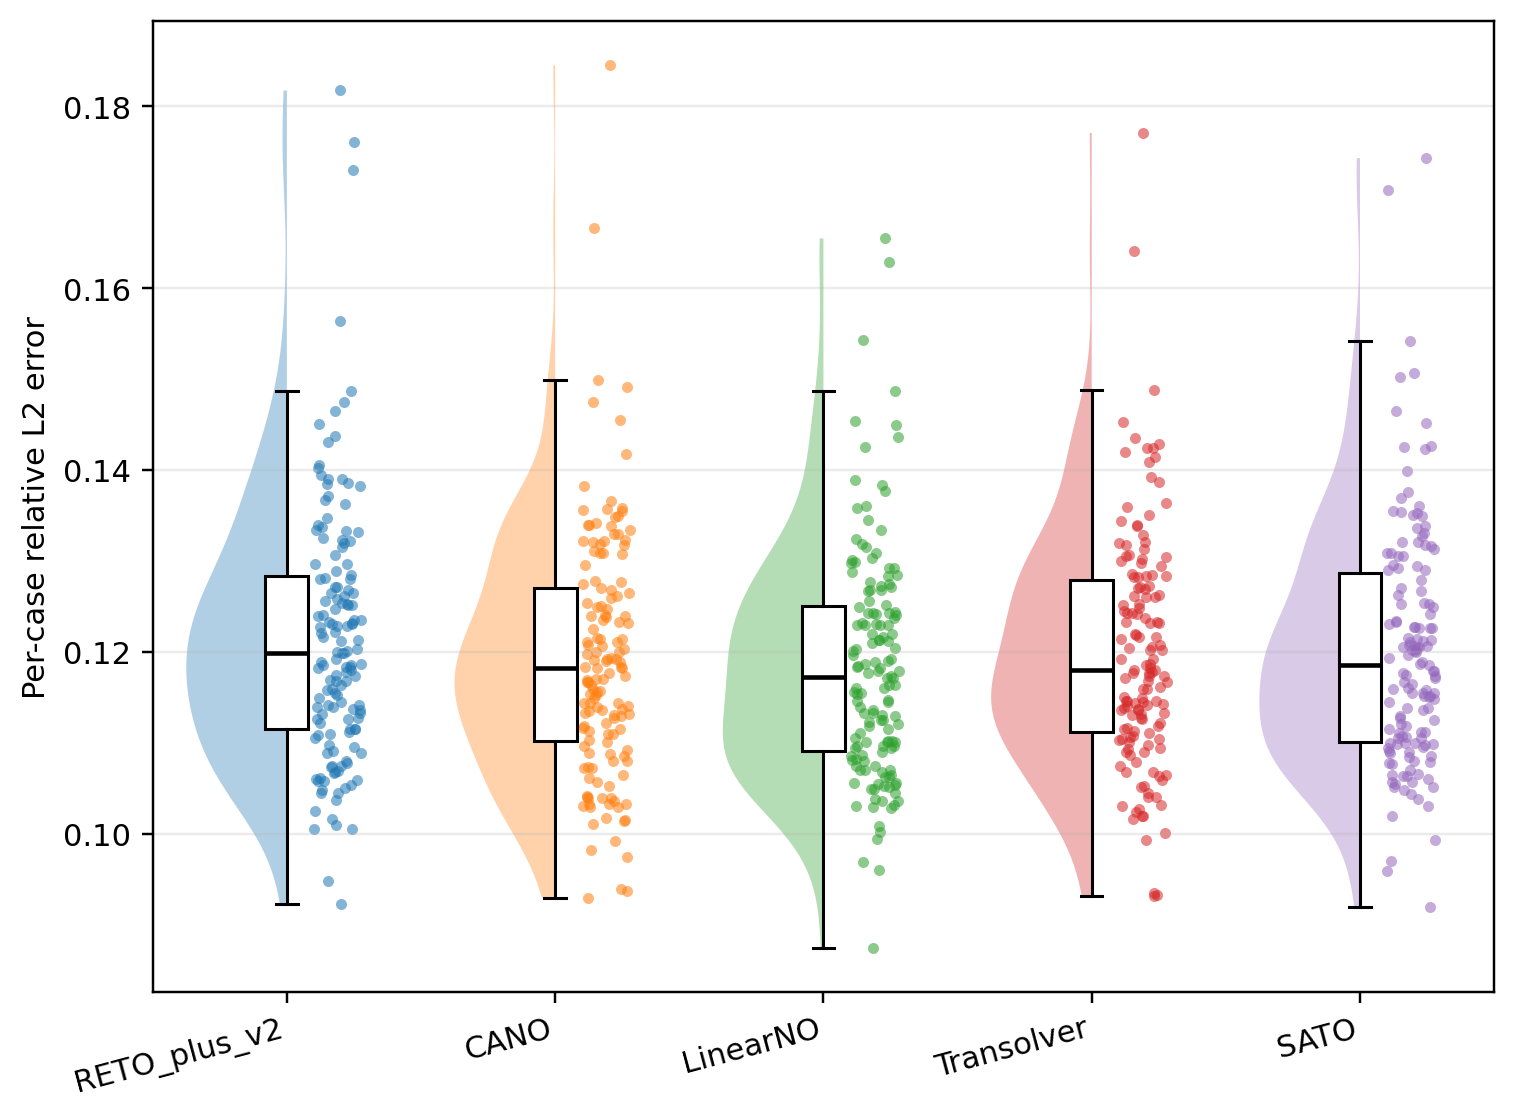 Per-case relative L2 error
0.18
0.16
0.14
0.12
0.10
RETO_plus_v2
CANO
LinearNO
Transolver
SATO